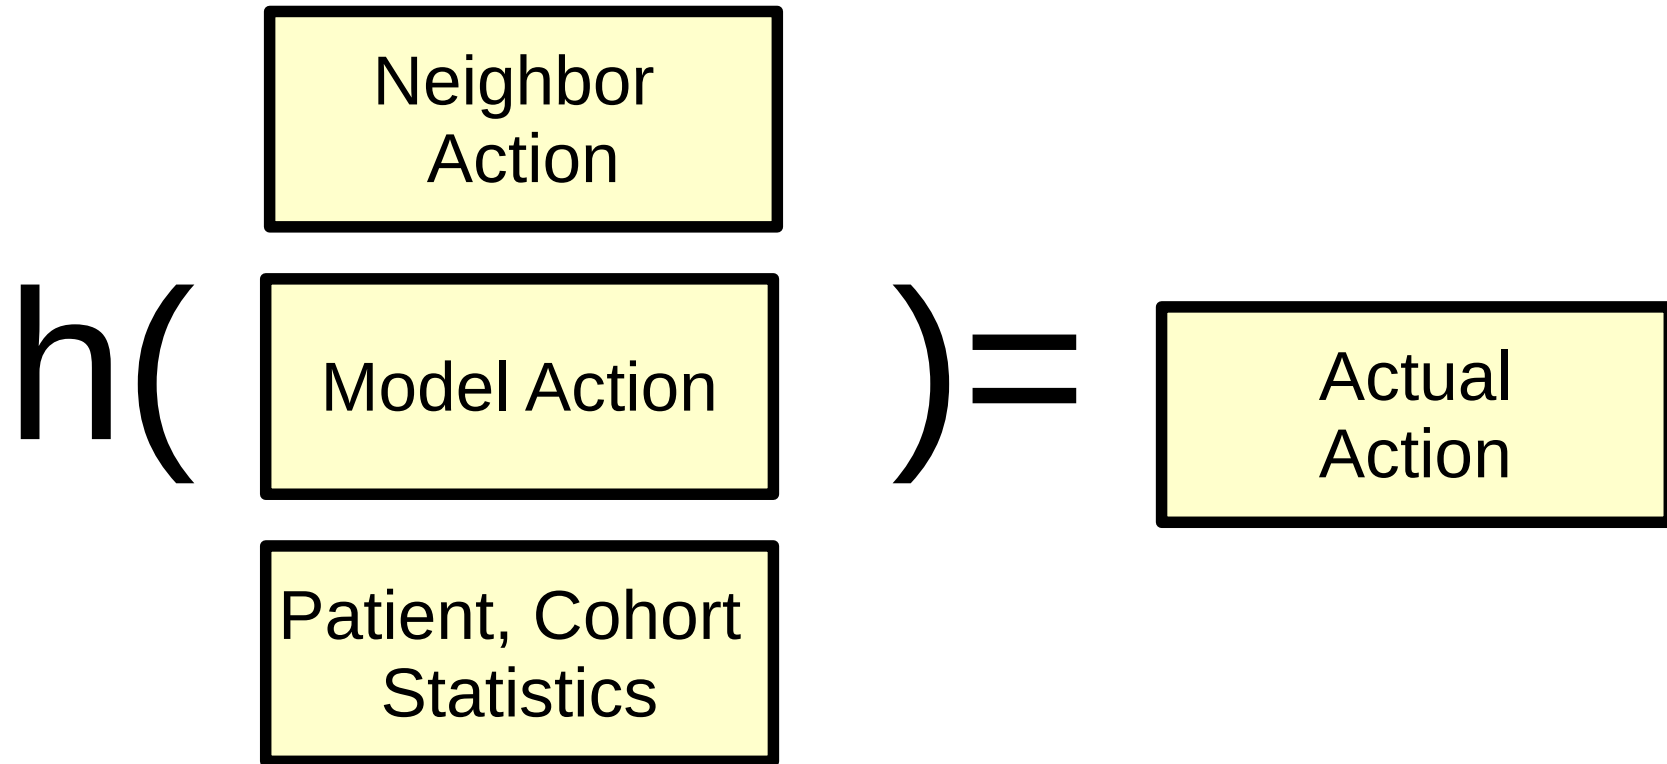 Neighbor
Action
h(
Model Action
)=
Actual
Action
Patient, Cohort
Statistics